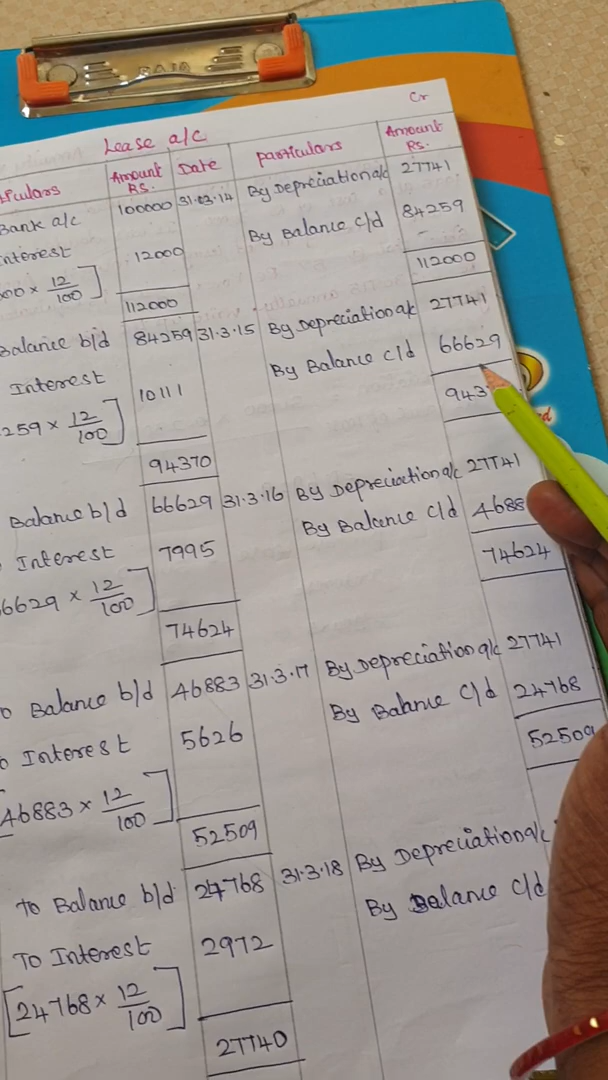 Cr
Lease a/c
Amount Rs. Date Particulars Amount Rs.
Bank a/c 100000 31.03.14 By Depreciation a/c 27741
12000 By Balance c/d 84259
× 12/100] 112000
112000
b/d 84259 31.3.15 By Depreciation a/c 27741
Interest 10111 By Balance c/d 66629
259 × 12/100]
94370
Balance b/d 66629 31.3.16 By Depreciation a/c 27741
Interest 7995 By Balance c/d
6629 × 12/100] 74624
74624
Balance b/d 46883 31.3.17 By Depreciation a/c 27741
Interest 5626 By Balance c/d 24768
[46883 × 12/100] 52509
52509
To Balance b/d 24768 31.3.18 By Depreciation a/c
To Interest 2972 By Balance c/d
[24768 × 12/100]
27740